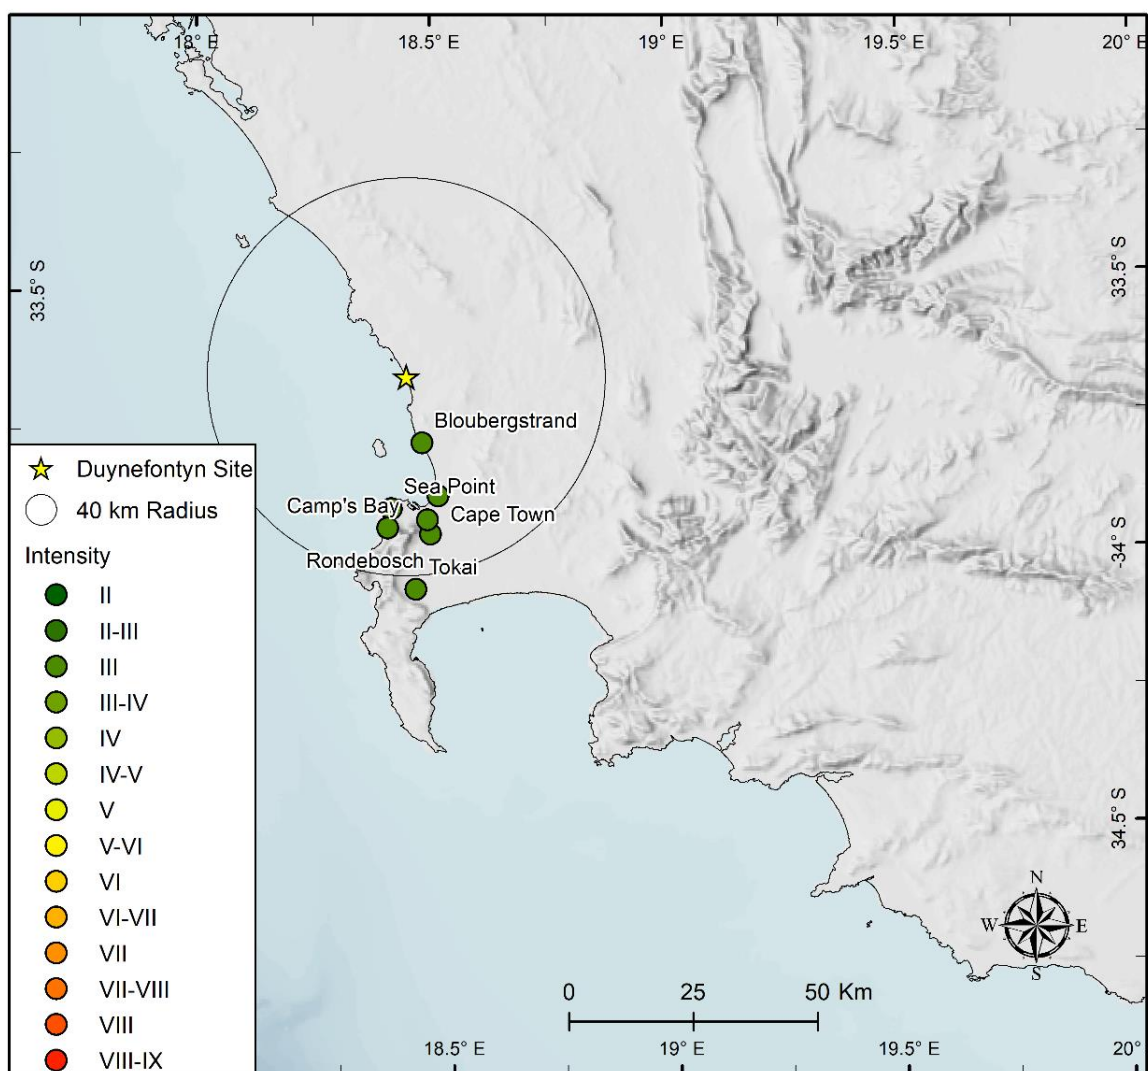 18° E
18.5° E
19° E
19.5° E
20° E
33.5° S
33.5° S
Bloubergstrand
Sea Point
Camp's Bay
Cape Town
Rondebosch
Tokai
-34° S
34.5° S
Duynefontyn Site
40 km Radius
Intensity
II
II-III
III
III-IV
IV
IV-V
V
V-VI
VI
VI-VII
VII
VII-VIII
VIII
VIII-IX
N
W
E
S
0
25
50 Km
18.5° E
19° E
19.5° E
20° E